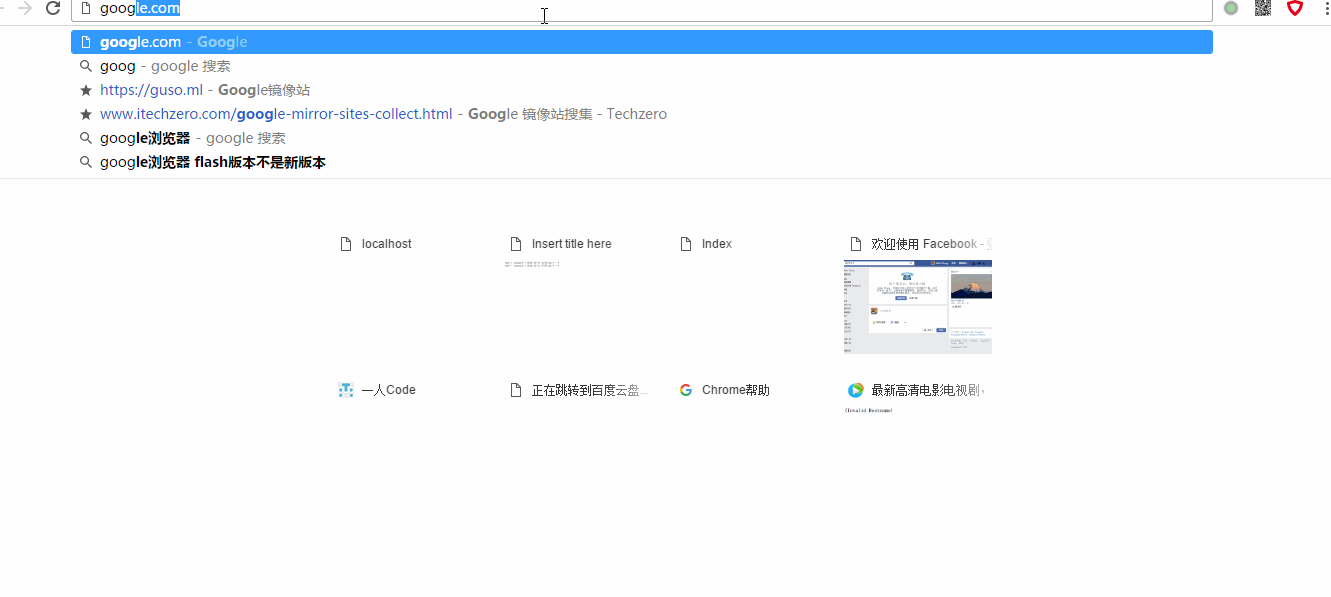 google.com
google.com - Google
goog - google 搜索
https://guso.ml - Google镜像站
www.itechzero.com/google-mirror-sites-collect.html - Google 镜像站搜集 - Techzero
google浏览器 - google 搜索
google浏览器 flash版本不是新版本
localhost Insert title here Index 欢迎使用 Facebook -
一人Code 正在跳转到百度云盘... Chrome帮助 最新高清电影电视剧，
(Invalid Hostname)